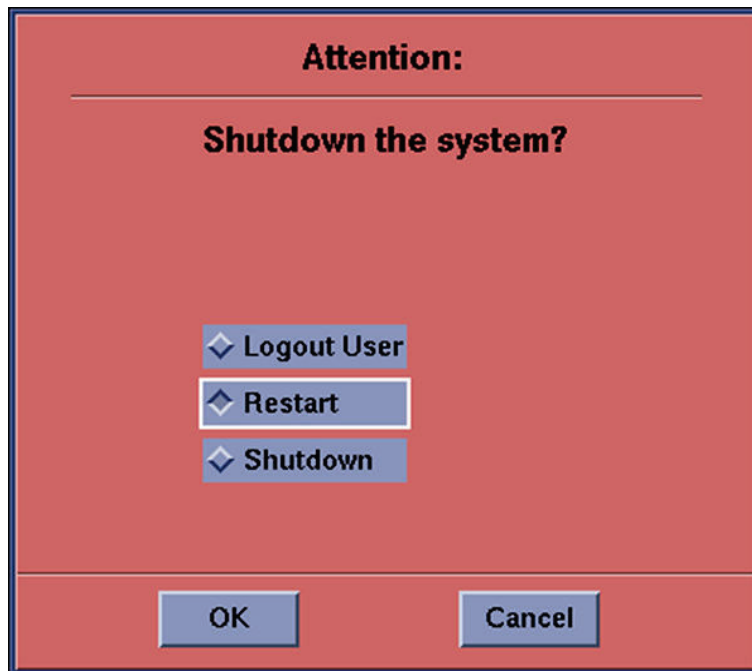 Attention:
Shutdown the system?
Logout User
Restart
Shutdown
OK
Cancel